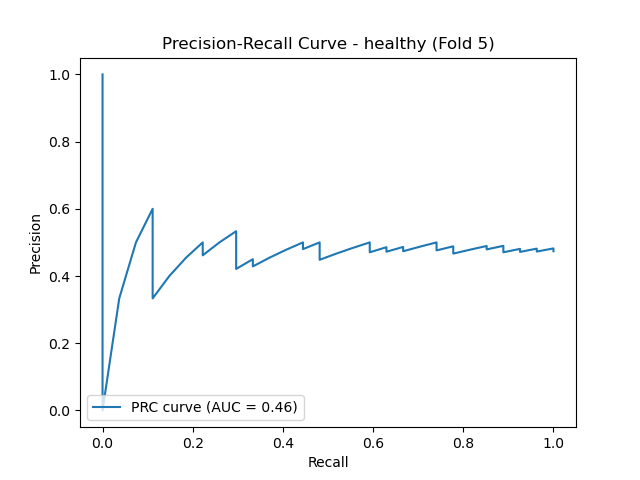 Precision-Recall Curve - healthy (Fold 5)
1.0
0.8
0.6
0.4
0.2
0.0
Precision
PRC curve (AUC = 0.46)
0.0 0.2 0.4 0.6 0.8 1.0
Recall